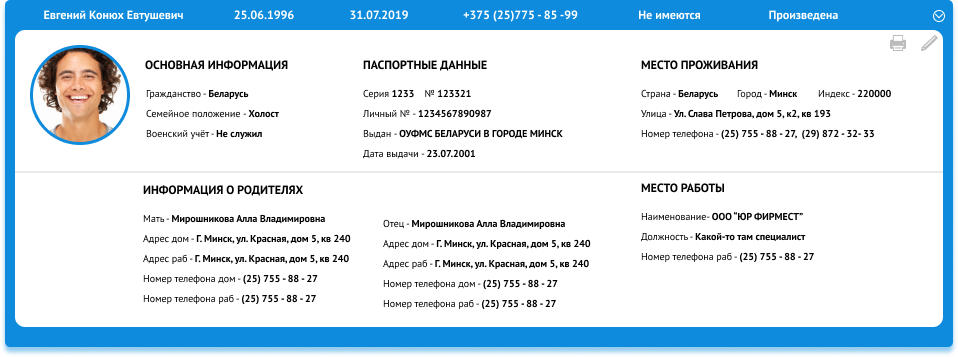 Евгений Конюх Евтушевич 25.06.1996 31.07.2019 +375 (25)775 - 85 -99 Не имеются Произведена
ОСНОВНАЯ ИНФОРМАЦИЯ
Гражданство - Беларусь
Семейное положение - Холост
Военский учёт - Не служил
ПАСПОРТНЫЕ ДАННЫЕ
Серия 1233 № 123321
Личный № - 1234567890987
Выдан - ОУФМС БЕЛАРУСИ В ГОРОДЕ МИНСК
Дата выдачи - 23.07.2001
МЕСТО ПРОЖИВАНИЯ
Страна - Беларусь Город - Минск Индекс - 220000
Улица - Ул. Слава Петрова, дом 5, к2, кв 193
Номер телефона - (25) 755 - 88 - 27, (29) 872 - 32- 33
ИНФОРМАЦИЯ О РОДИТЕЛЯХ
Мать - Мирошникова Алла Владимировна
Адрес дом - Г. Минск, ул. Красная, дом 5, кв 240
Адрес раб - Г. Минск, ул. Красная, дом 5, кв 240
Номер телефона дом - (25) 755 - 88 - 27
Номер телефона раб - (25) 755 - 88 - 27
Отец - Мирошникова Алла Владимировна
Адрес дом - Г. Минск, ул. Красная, дом 5, кв 240
Адрес раб - Г. Минск, ул. Красная, дом 5, кв 240
Номер телефона дом - (25) 755 - 88 - 27
Номер телефона раб - (25) 755 - 88 - 27
МЕСТО РАБОТЫ
Наименование- ООО “ЮР ФИРМЕСТ”
Должность - Какой-то там специалист
Номер телефона раб - (25) 755 - 88 - 27